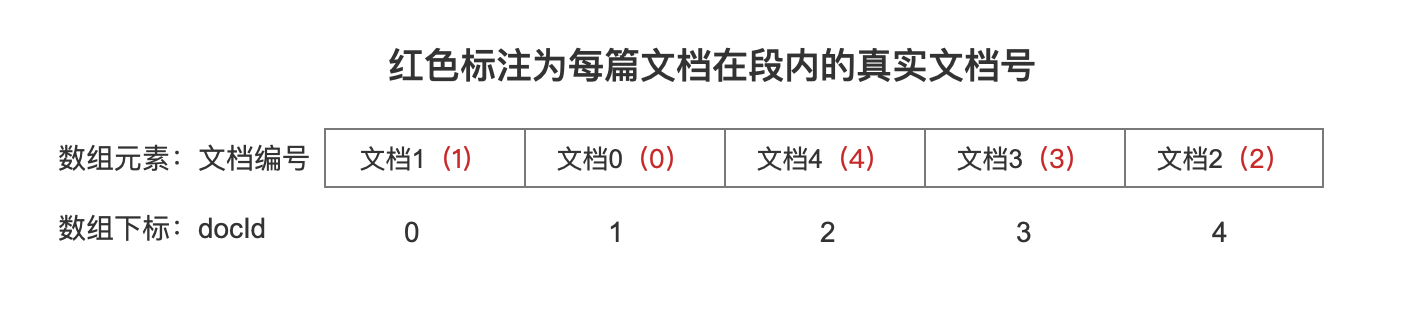 红色标注为每篇文档在段内的真实文档号
数组元素：文档编号 文档1（1） 文档0（0） 文档4（4） 文档3（3） 文档2（2）
数组下标：docId 0 1 2 3 4